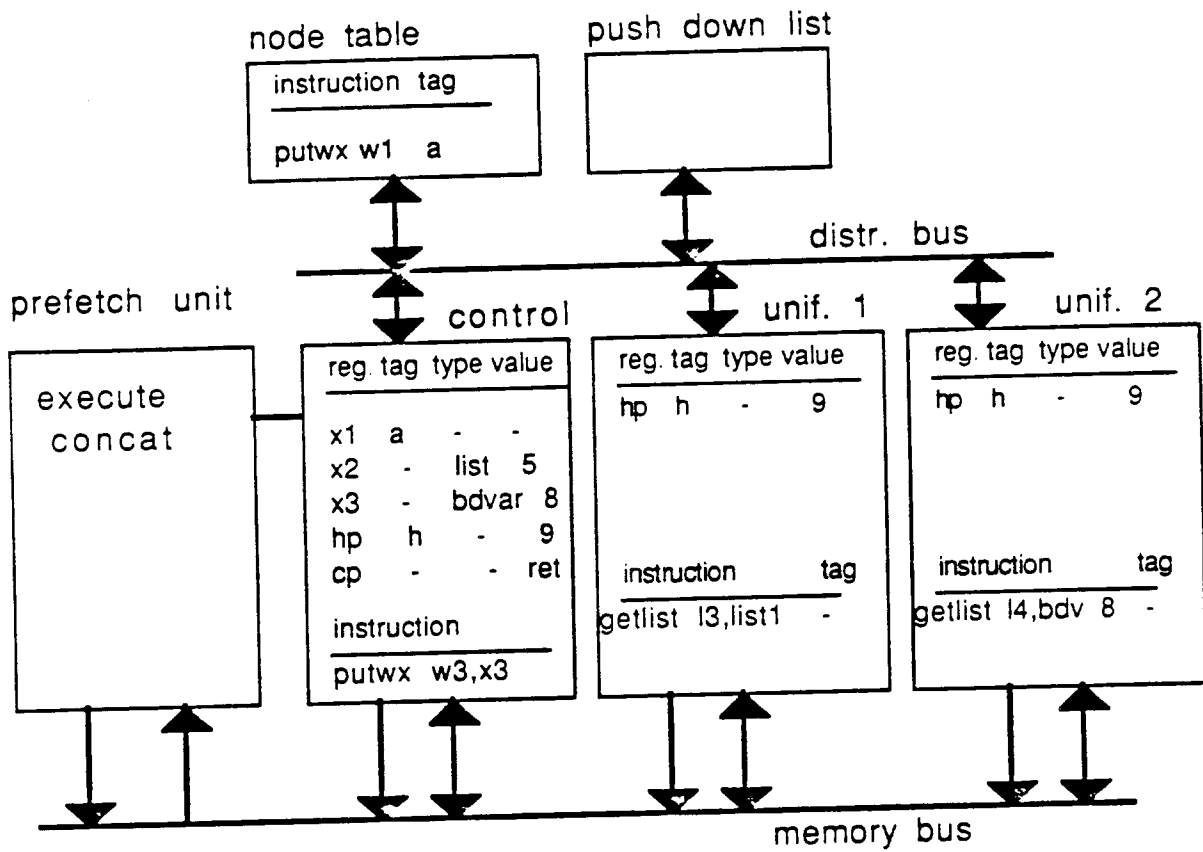 node table
push down list
instruction tag
putwx w1 a
distr. bus
prefetch unit
control
unif. 1
unif. 2
execute
concat
reg. tag type value
x1 a - -
x2 - list 5
x3 - bdvar 8
hp h - 9
cp - - ret
instruction
putwx w3,x3
reg. tag type value
hp h - 9
instruction tag
getlist l3,list1 -
reg. tag type value
hp h - 9
instruction tag
getlist l4,bdv 8 -
memory bus